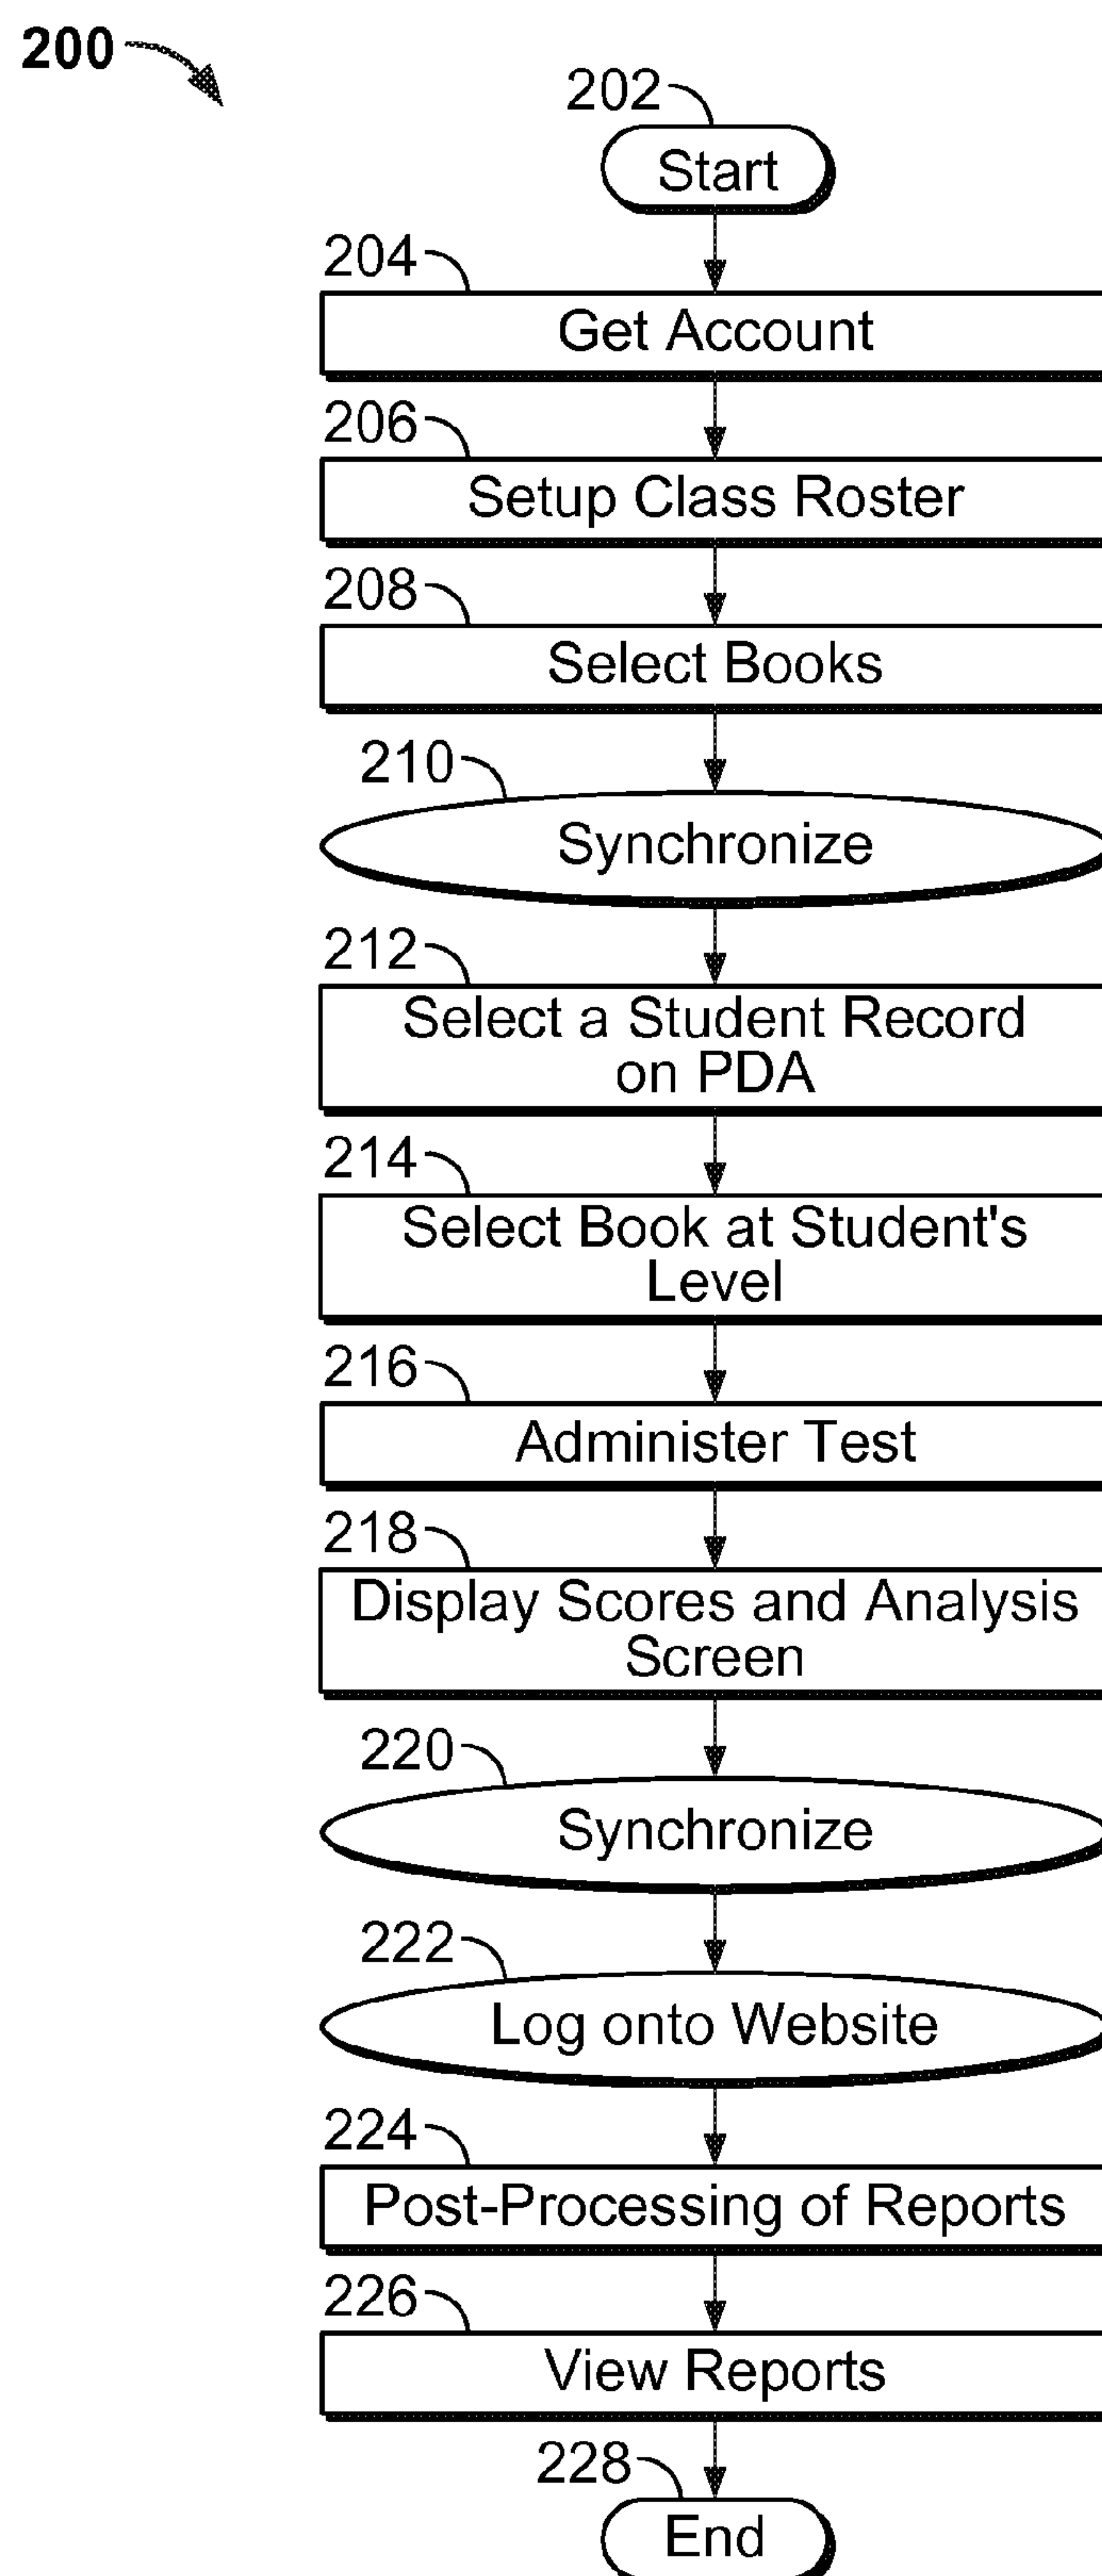 200
202
Start
204
Get Account
206
Setup Class Roster
208
Select Books
210
Synchronize
212
Select a Student Record
on PDA
214
Select Book at Student's
Level
216
Administer Test
218
Display Scores and Analysis
Screen
220
Synchronize
222
Log onto Website
224
Post-Processing of Reports
226
View Reports
228
End